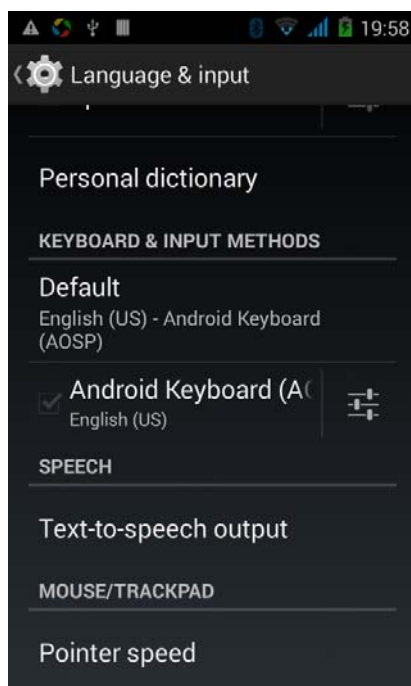 19:58
Language & input
Personal dictionary
KEYBOARD & INPUT METHODS
Default
English (US) - Android Keyboard
(AOSP)
Android Keyboard (AO
English (US)
SPEECH
Text-to-speech output
MOUSE/TRACKPAD
Pointer speed